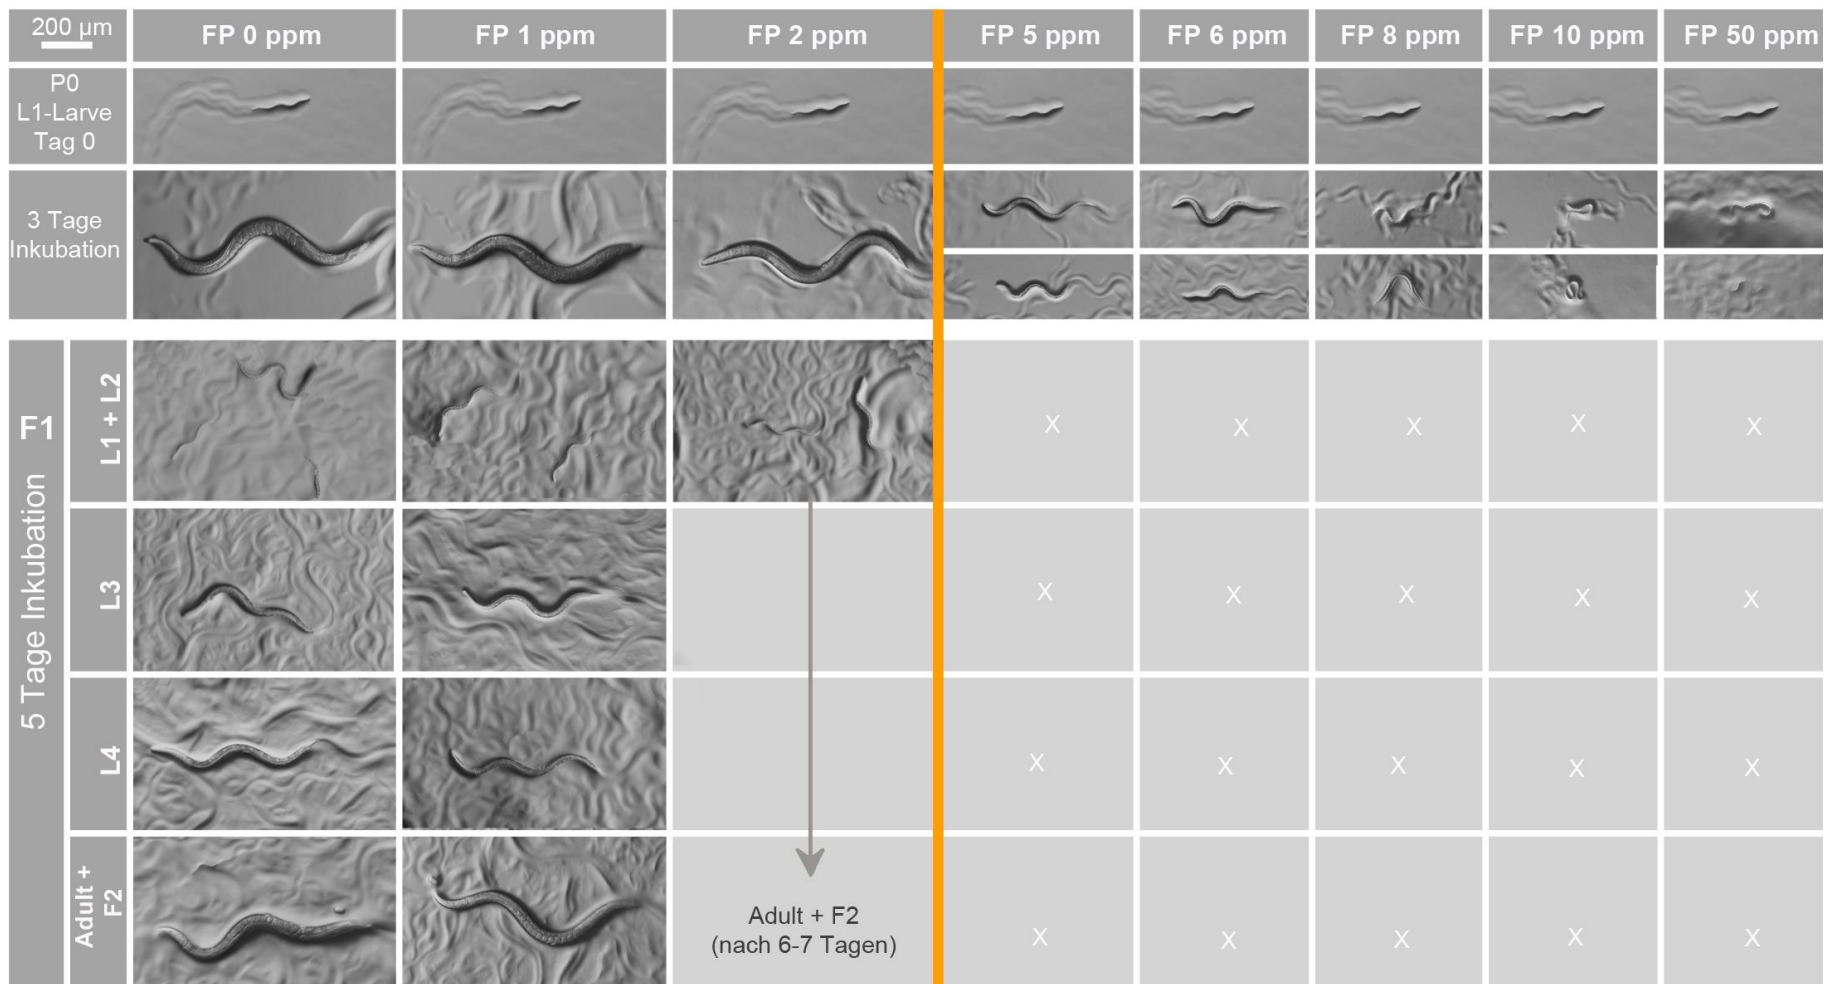 200 µm
FP 0 ppm
FP 1 ppm
FP 2 ppm
FP 5 ppm
FP 6 ppm
FP 8 ppm
FP 10 ppm
FP 50 ppm
P0
L1-Larve
Tag 0
3 Tage
Inkubation
F1
5 Tage Inkubation
L1 + L2
X
X
X
X
X
L3
X
X
X
X
X
L4
X
X
X
X
X
Adult +
F2
Adult + F2
(nach 6-7 Tagen)
X
X
X
X
X